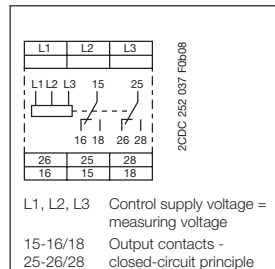 L1 L2 L3
L1 L2 L3 15 25
16 18 26 28
26 25 28
16 15 18
2CDC 252 037 F0b08
L1, L2, L3 Control supply voltage =
measuring voltage
15-16/18 Output contacts -
25-26/28 closed-circuit principle